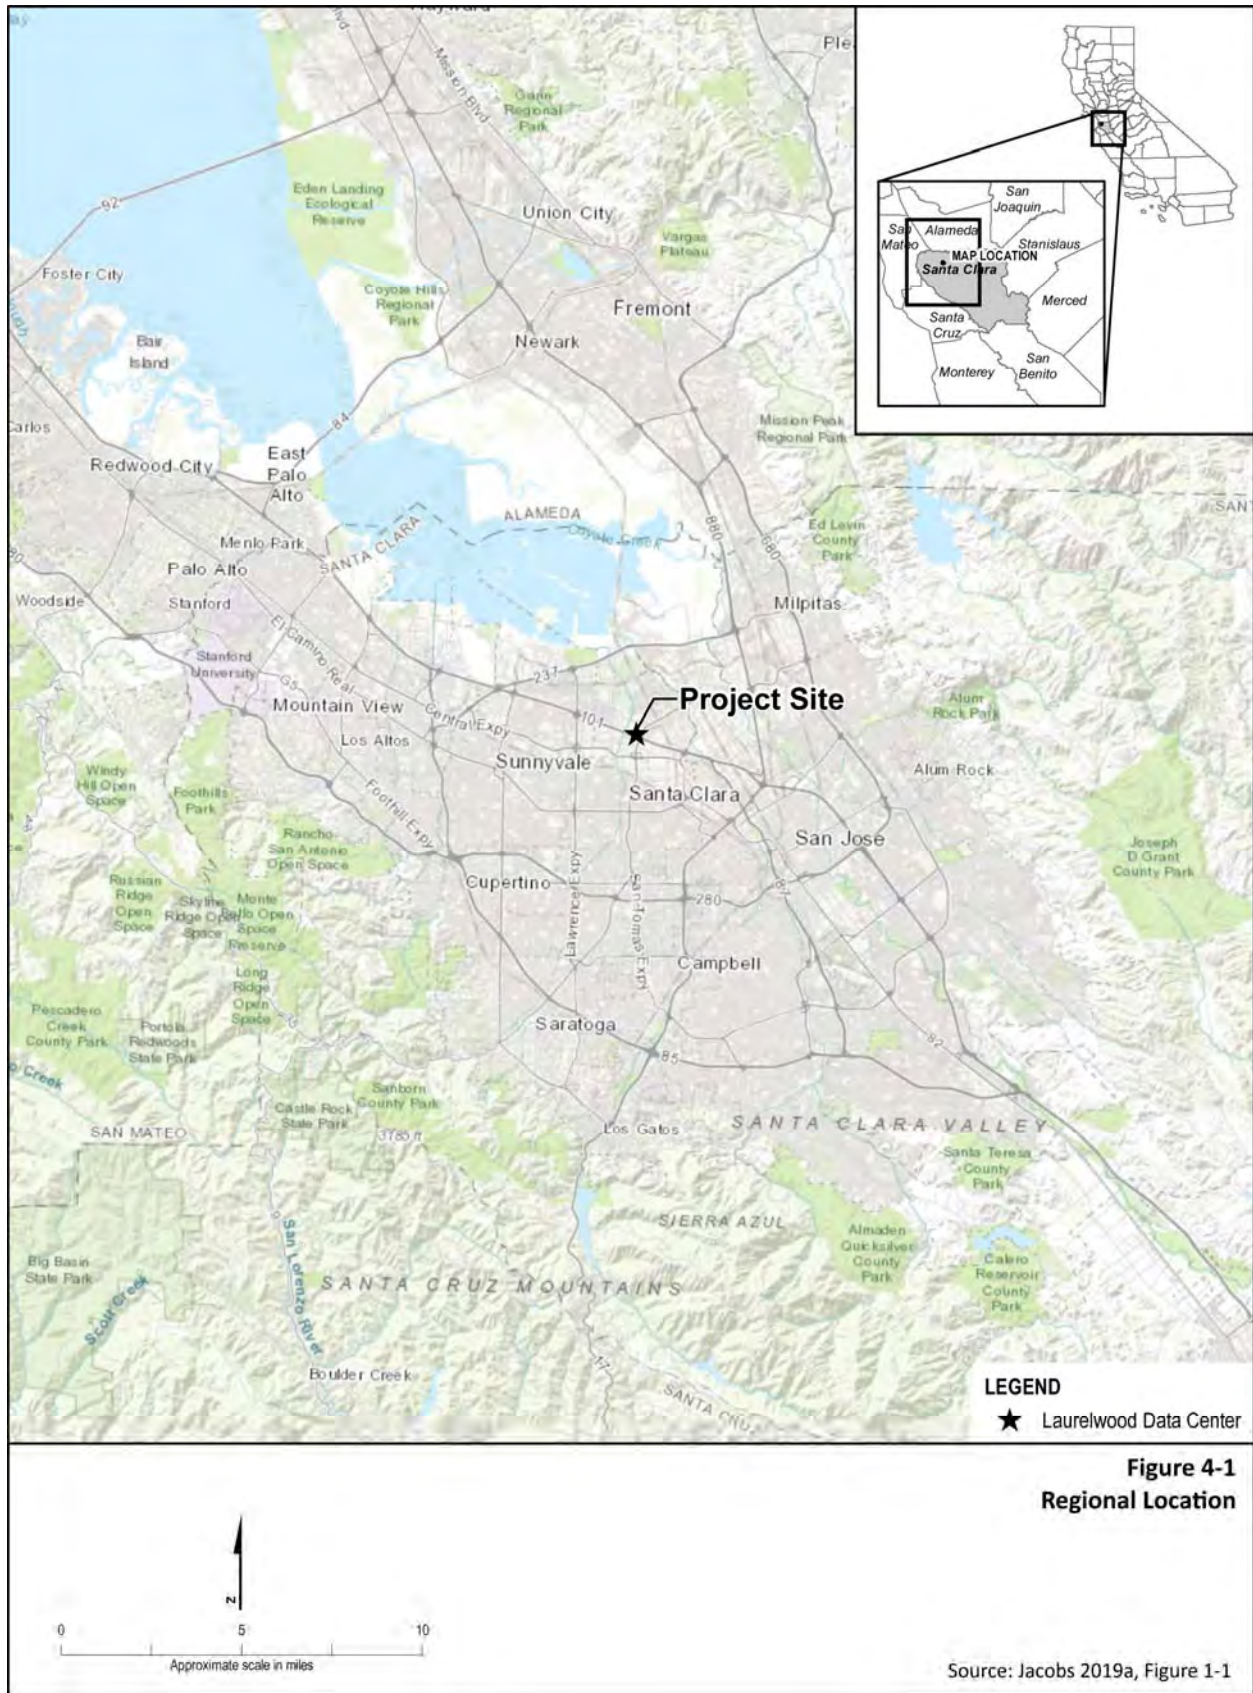 Hayward
Blvd
Mission Blvd
Ple
Garin
Regional
Park
92
Eden Landing
Ecological
Reserve
Union City
Vargas
Plateau
Foster City
Coyote Hills
Regional
Park
Fremont
Newark
Bair
Island
84
Mission Peak
Regional Park
Carlos
Redwood City
East
Palo
Alto
SANTA CLARA
ALAMEDA
Coyote Creek
880
680
Ed Levin
County
Park
SANT
Menlo Park
Palo Alto
Woodside
Stanford
Milpitas
El Camino Real
Stanford
University
G5
237
Project Site
Mountain View
Central Expy
101
Alum
Rock Park
Los Altos
Sunnyvale
Alum Rock
Windy
Hill Open
Space
Foothills
Park
Foothill Expy
Santa Clara
San Jose
Rancho
San Antonio
Open Space
Joseph
D Grant
County Park
Russian
Ridge
Open
Space
Skyline
Ridge Open
Space
Monte
Bello Open
Space
Preserve
Cupertino
Lawrence Expy
San Tomas Expy
280
87
Long
Ridge
Open
Space
Campbell
Pescadero
Creek
County Park
Portola
Redwoods
State Park
Saratoga
85
82
Sanborn
County Park
Castle Rock
State Park
SAN MATEO
3786 ft
Los Gatos
SANTA CLARA VALLEY
Santa Teresa
County
Park
SIERRA AZUL
Almaden
Quicksilver
County
Park
Calero
Reservoir
County
Park
Big Basin
State Park
Scott Creek
9
San Lorenzo River
SANTA CRUZ MOUNTAINS
Boulder Creek
17
SANTA CRUZ
San
Joaquin
San
Mateo
Alameda
Stanislaus
MAP LOCATION
Santa Clara
Merced
Santa
Cruz
San
Benito
Monterey
LEGEND
Laurelwood Data Center
Figure 4-1
Regional Location
N
0 5 10
Approximate scale in miles
Source: Jacobs 2019a, Figure 1-1